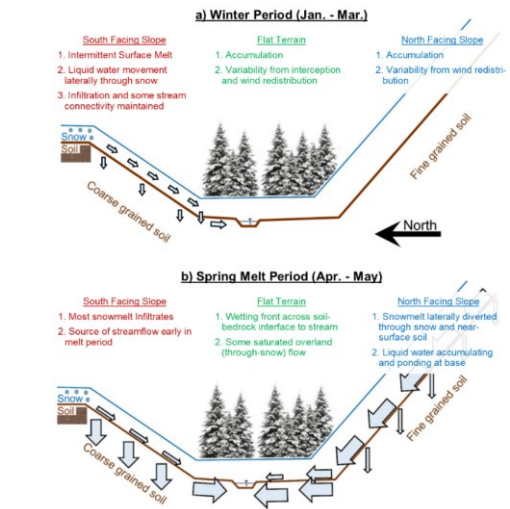 a) Winter Period (Jan. - Mar.)
South Facing Slope
1. Intermittent Surface Melt
2. Liquid water movement
laterally through snow
3. Infiltration and some stream
connectivity maintained
Flat Terrain
1. Accumulation
2. Variability from interception
and wind redistribution
North Facing Slope
1. Accumulation
2. Variability from wind redistri-
bution
Snow
Soil
Coarse grained soil
Fine grained soil
North
b) Spring Melt Period (Apr. - May)
South Facing Slope
1. Most snowmelt Infiltrates
2. Source of streamflow early in
melt period
Flat Terrain
1. Wetting front across soil-
bedrock interface to stream
2. Some saturated overland
(through-snow) flow
North Facing Slope
1. Snowmelt laterally diverted
through snow and near-
surface soil
2. Liquid water accumulating
and ponding at base
Snow
Soil
Coarse grained soil
Fine grained soil